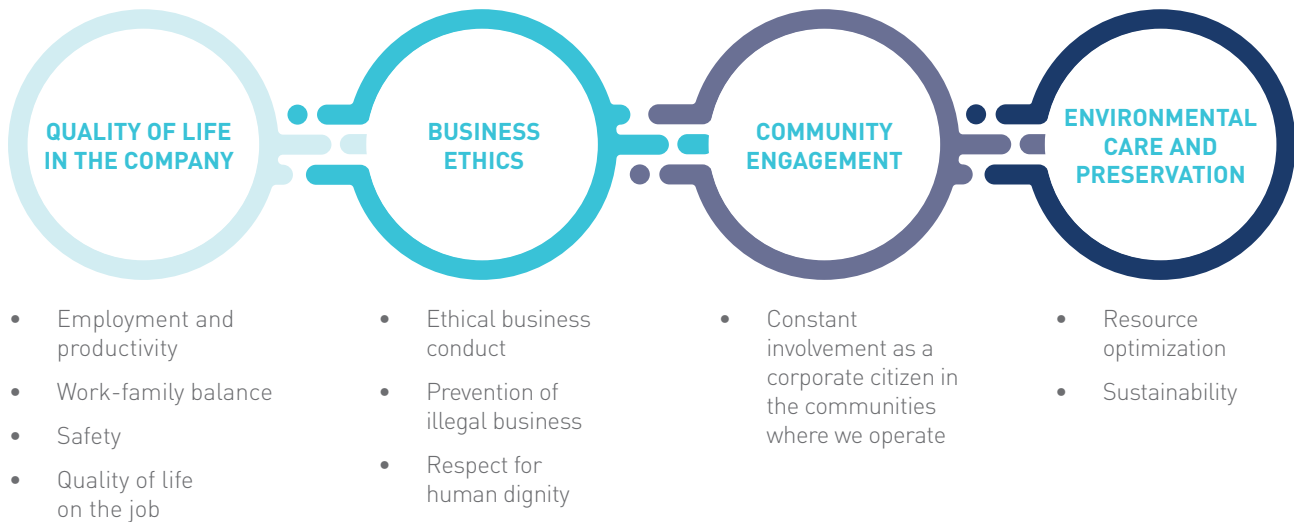 QUALITY OF LIFE
IN THE COMPANY
• Employment and
productivity
• Work-family balance
• Safety
• Quality of life
on the job
BUSINESS
ETHICS
• Ethical business
conduct
• Prevention of
illegal business
• Respect for
human dignity
COMMUNITY
ENGAGEMENT
• Constant
involvement as a
corporate citizen in
the communities
where we operate
ENVIRONMENTAL
CARE AND
PRESERVATION
• Resource
optimization
• Sustainability